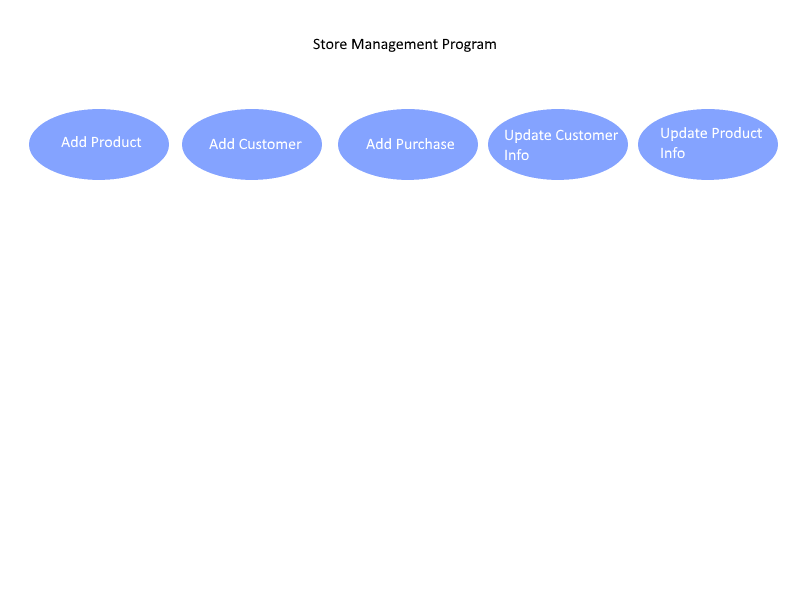 Store Management Program
Add Product
Add Customer
Add Purchase
Update Customer
Info
Update Product
Info